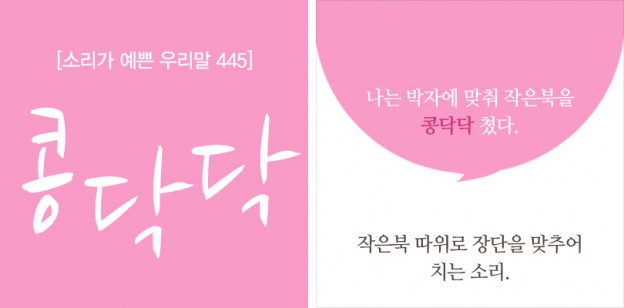 [소리가 예쁜 우리말 445]
콩닥닥
나는 박자에 맞춰 작은북을
콩닥닥 쳤다.
작은북 따위로 장단을 맞추어
치는 소리.